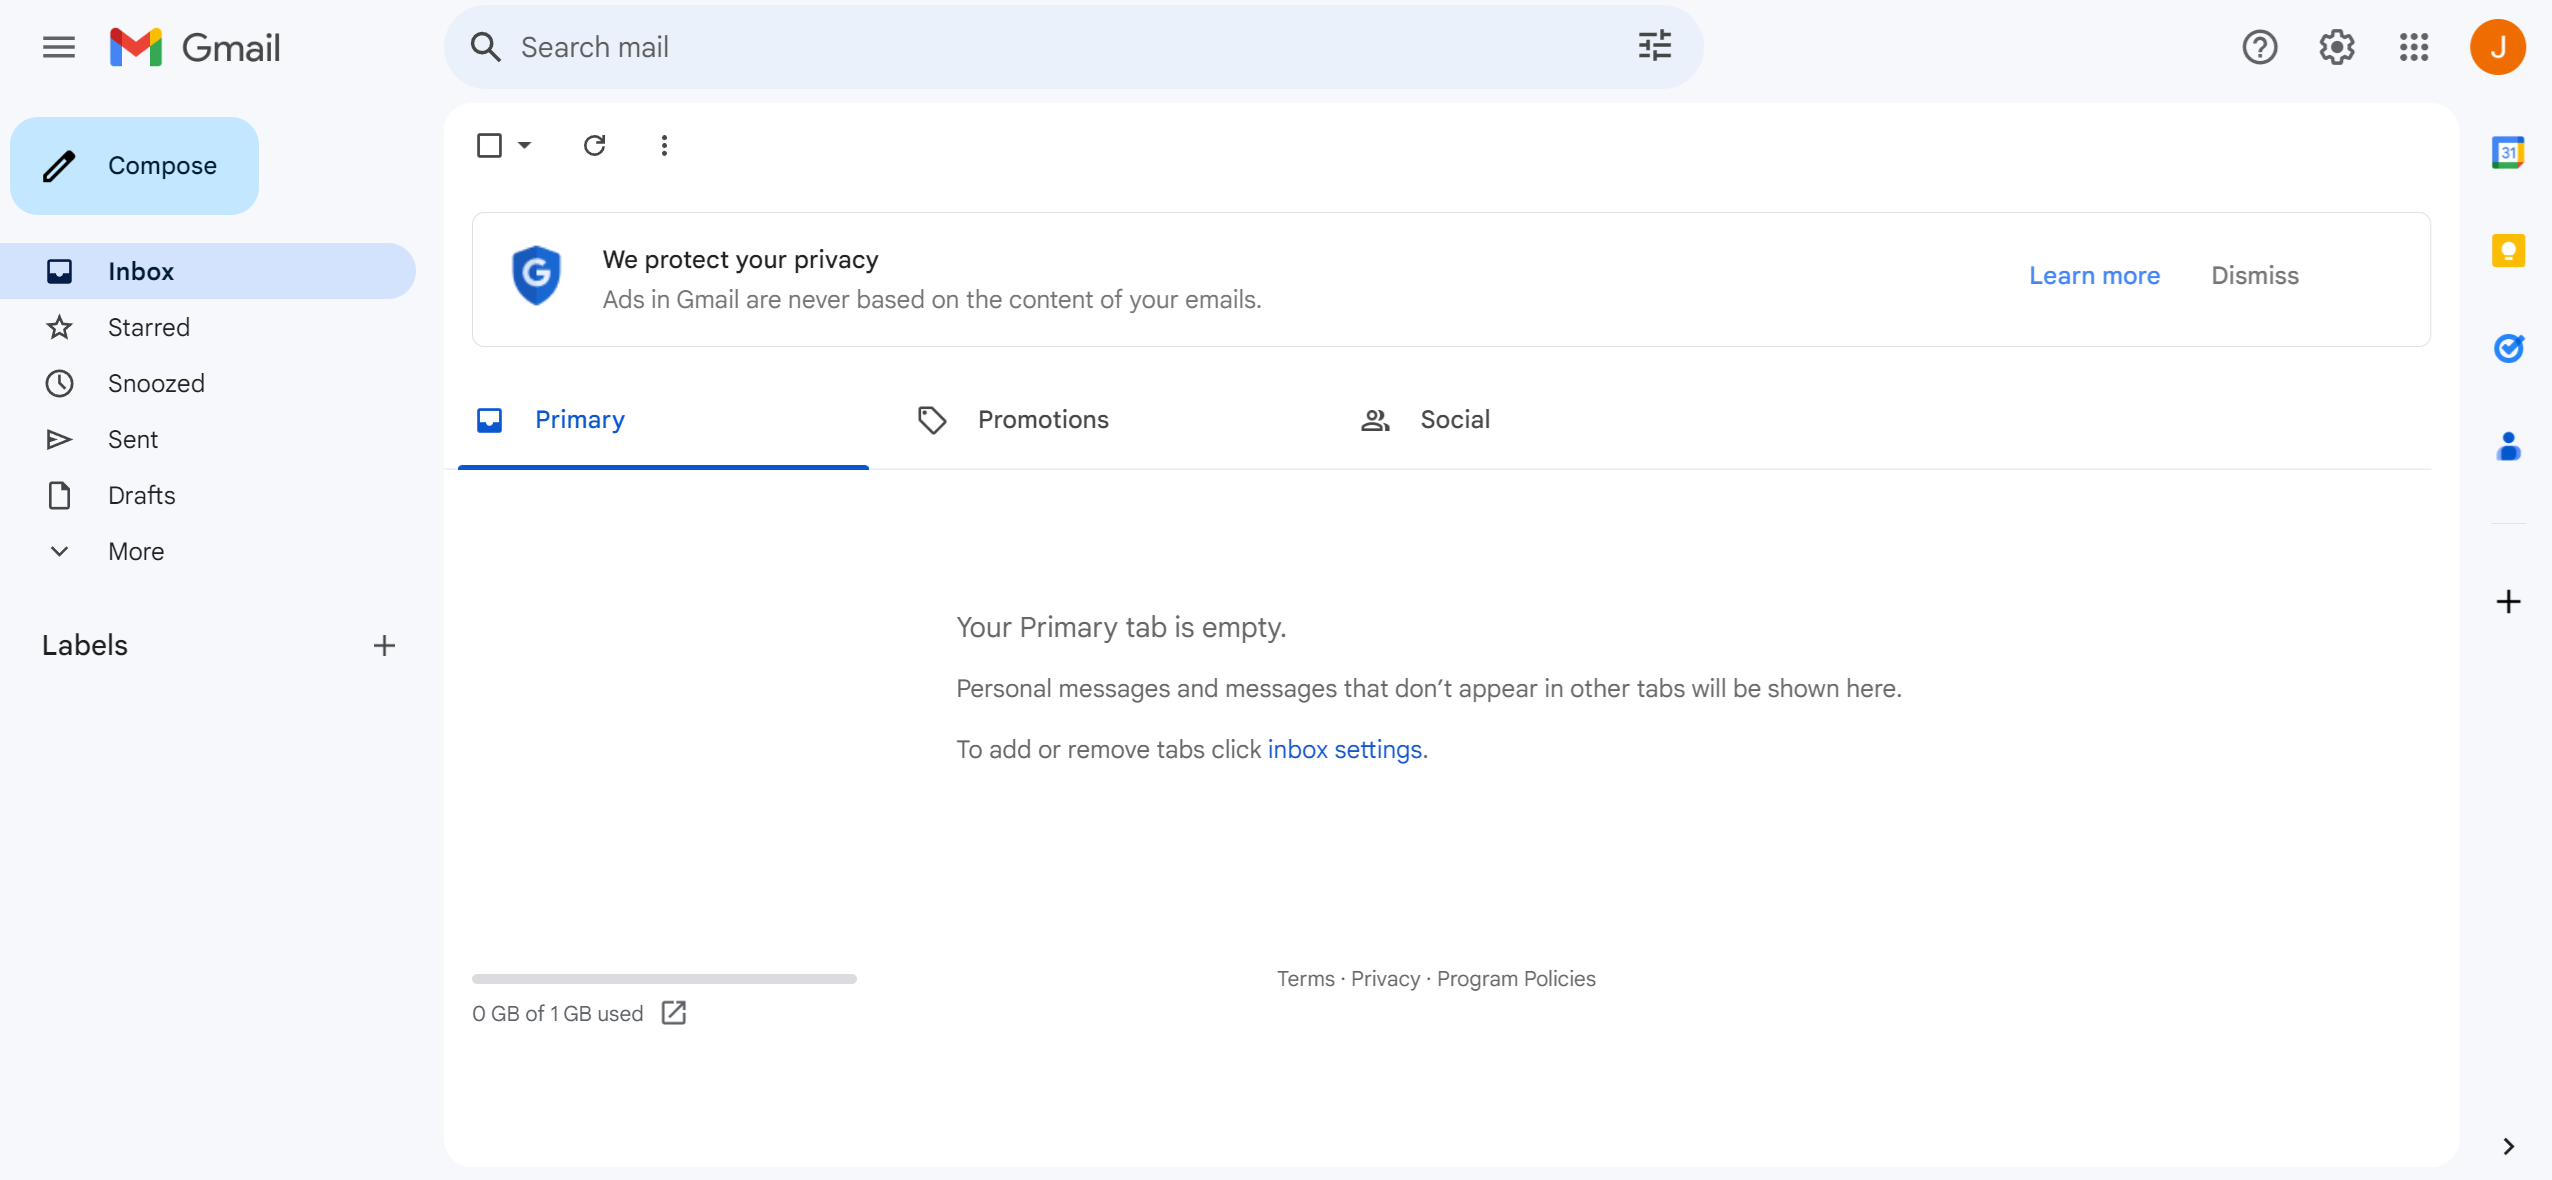 Gmail
Search mail
J
Compose
Inbox
Starred
Snoozed
Sent
Drafts
More
Labels
We protect your privacy
Ads in Gmail are never based on the content of your emails.
Learn more
Dismiss
Primary
Promotions
Social
Your Primary tab is empty.
Personal messages and messages that don’t appear in other tabs will be shown here.
To add or remove tabs click inbox settings.
0 GB of 1 GB used
Terms · Privacy · Program Policies
31